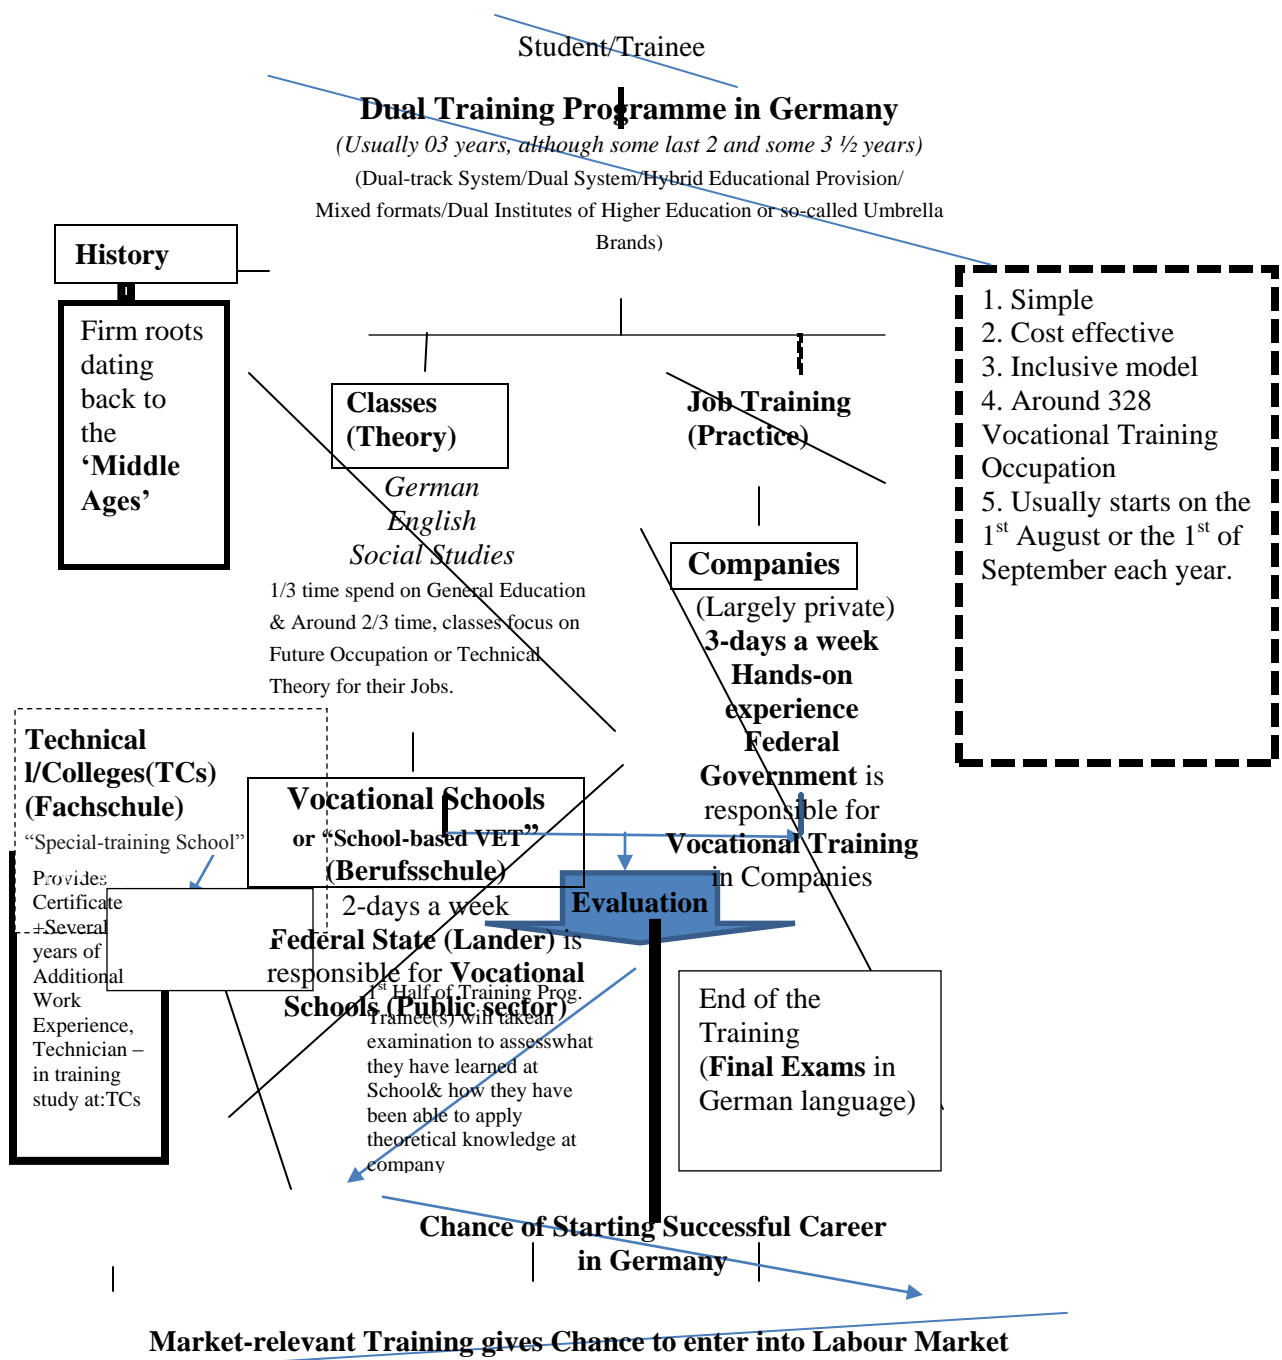 Student/Trainee
Dual Training Programme in Germany
(Usually 03 years, although some last 2 and some 3 ½ years)
(Dual-track System/Dual System/Hybrid Educational Provision/
Mixed formats/Dual Institutes of Higher Education or so-called Umbrella
Brands)
History
Firm roots
dating
back to
the
‘Middle
Ages’
1. Simple
2. Cost effective
3. Inclusive model
4. Around 328
Vocational Training
Occupation
5. Usually starts on the
1st August or the 1st of
September each year.
Classes
(Theory)
German
English
Social Studies
1/3 time spend on General Education
& Around 2/3 time, classes focus on
Future Occupation or Technical
Theory for their Jobs.
Job Training
(Practice)
Companies
(Largely private)
3-days a week
Hands-on
experience
Federal
Government is
responsible for
Vocational Training
in Companies
Technical
l/Colleges(TCs)
(Fachschule)
“Special-training School”
Provides
Certificate
+Several
years of
Additional
Work
Experience,
Technician –
in training
study at:TCs
Vocational Schools
or “School-based VET”
(Berufsschule)
2-days a week
Federal State (Lander) is
responsible for Vocational
Schools (Public sector)
1st Half of Training Prog.
Trainee(s) will takean
examination to assesswhat
they have learned at
School& how they have
been able to apply
theoretical knowledge at
company
Evaluation
End of the
Training
(Final Exams in
German language)
Chance of Starting Successful Career
in Germany
Market-relevant Training gives Chance to enter into Labour Market